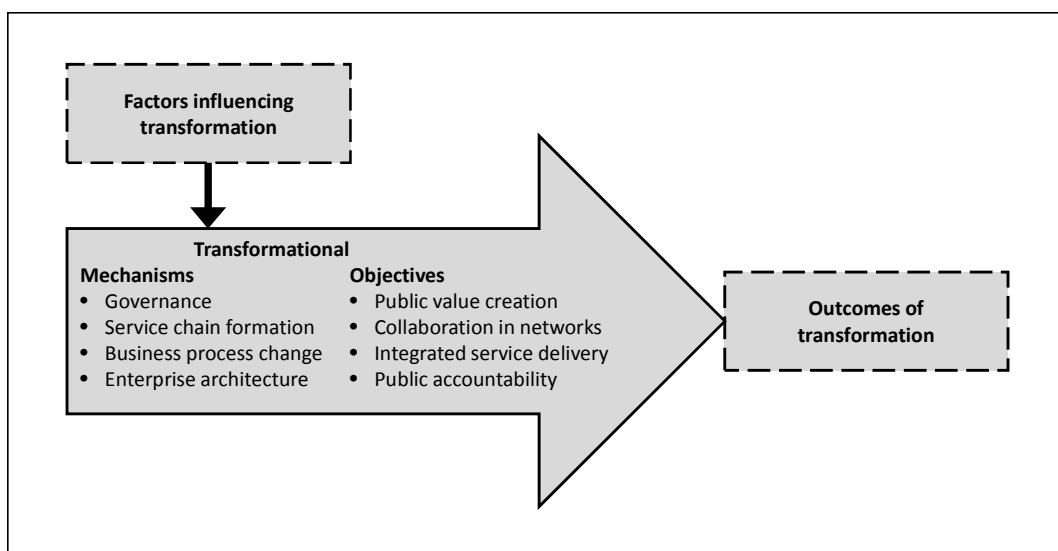 Factors influencing
transformation
Transformational
Mechanisms
• Governance
• Service chain formation
• Business process change
• Enterprise architecture
Objectives
• Public value creation
• Collaboration in networks
• Integrated service delivery
• Public accountability
Outcomes of
transformation